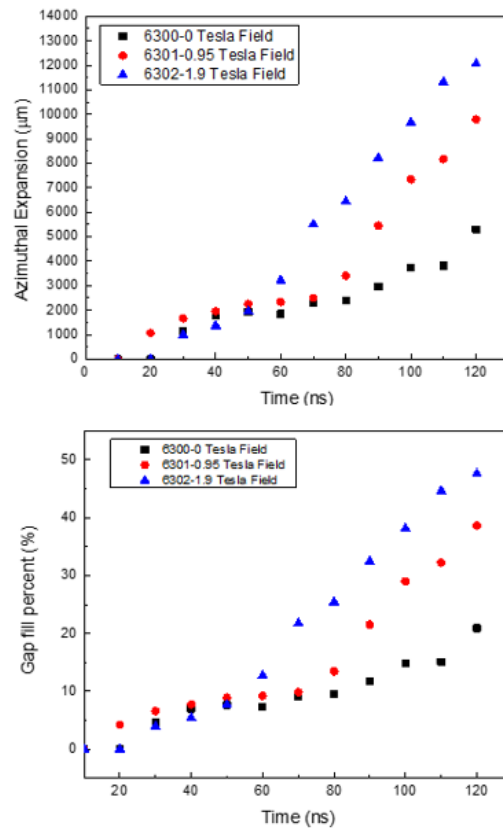 14000
13000
12000
11000
10000
9000
8000
7000
6000
5000
4000
3000
2000
1000
0
Azimuthal Expansion (μm)
6300-0 Tesla Field
6301-0.95 Tesla Field
6302-1.9 Tesla Field
0 20 40 60 80 100 120
Time (ns)
50
40
30
20
10
0
Gap fill percent (%)
6300-0 Tesla Field
6301-0.95 Tesla Field
6302-1.9 Tesla Field
20 40 60 80 100 120
Time (ns)